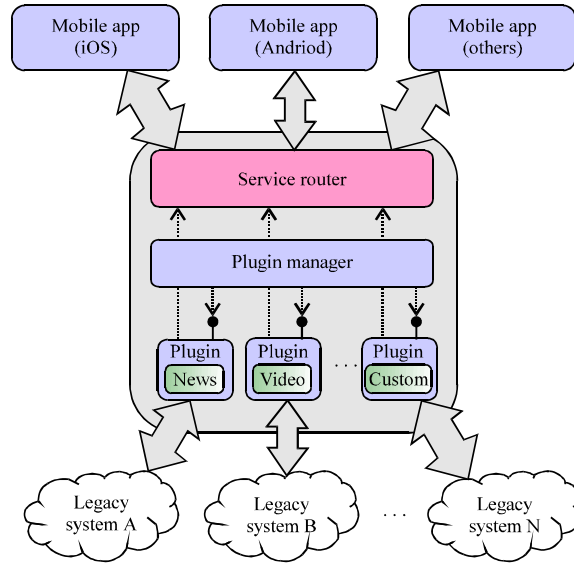 Mobile app
(iOS)
Mobile app
(Andriod)
Mobile app
(others)
Service router
Plugin manager
Plugin
News
Plugin
Video
. . .
Plugin
Custom
Legacy
system A
Legacy
system B
. . .
Legacy
system N